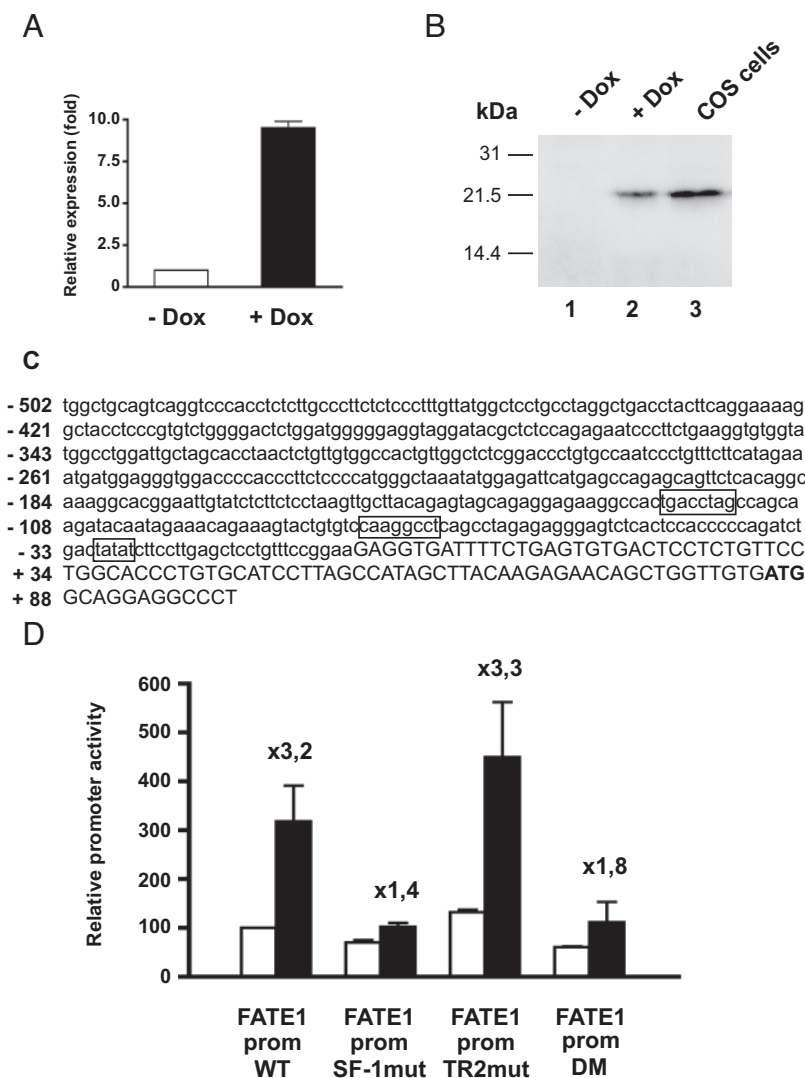 A
Relative expression (fold)
10.0
7.5
5.0
2.5
0
- Dox + Dox
B
kDa
- Dox + Dox COS cells
31
21.5
14.4
1 2 3
C
- 502 tggctgcagtcaggtcccacctctcttgcccttctctccctttgttatggctcctgcctaggctgacctacttcaggaaaag
- 421 gctacctcccgtgtctggggactctggatgggggaggtaggatacgctctccagagaatcccttctgaaggtgtggta
- 343 tggcctggattgctagcacctaactctgttgtggccactgttggctctcggaccctgtgccaatccctgtttcttcatagaa
- 261 atgatggagggtggaccccaccttctccccatgggctaaatatggagattcatgagccagagcagttctcacaggc
- 184 aaaggcacggaattgtatctcttctcctaagttgcttacagagtagcagaggagaaggccactgacctagccagca
- 108 agatacaatagaaacagaaagtactgtgtccaaggcctcagcctagagagggagtctcactccacccccagatct
- 33 gactatatcttccttgagctcctgtttccggaaGAGGTGATTTTCTGAGTGTGACTCCTCTGTTCC
+ 34 TGGCACCCTGTGCATCCTTAGCCATAGCTTACAAGAGAACAGCTGGTTGTGATG
+ 88 GCAGGAGGCCCT
D
Relative promoter activity
600
500
400
300
200
100
0
x3,2
x1,4
x3,3
x1,8
FATE1 FATE1 FATE1 FATE1
prom prom prom prom
WT SF-1mut TR2mut DM